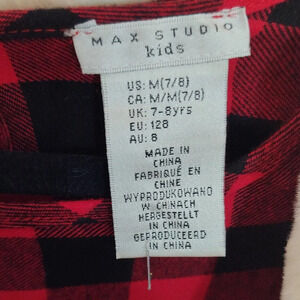 MAX STUDIO
kids
US: M(7/8)
CA: M/M(7/8)
UK: 7-8yrs
EU: 128
AU: 8
MADE IN
CHINA
FABRIQUÉ EN
CHINE
WYPRODUKOWANO
W CHINACH
HERGESTELLT
IN CHINA
GEPRODUCEERD
IN CHINA